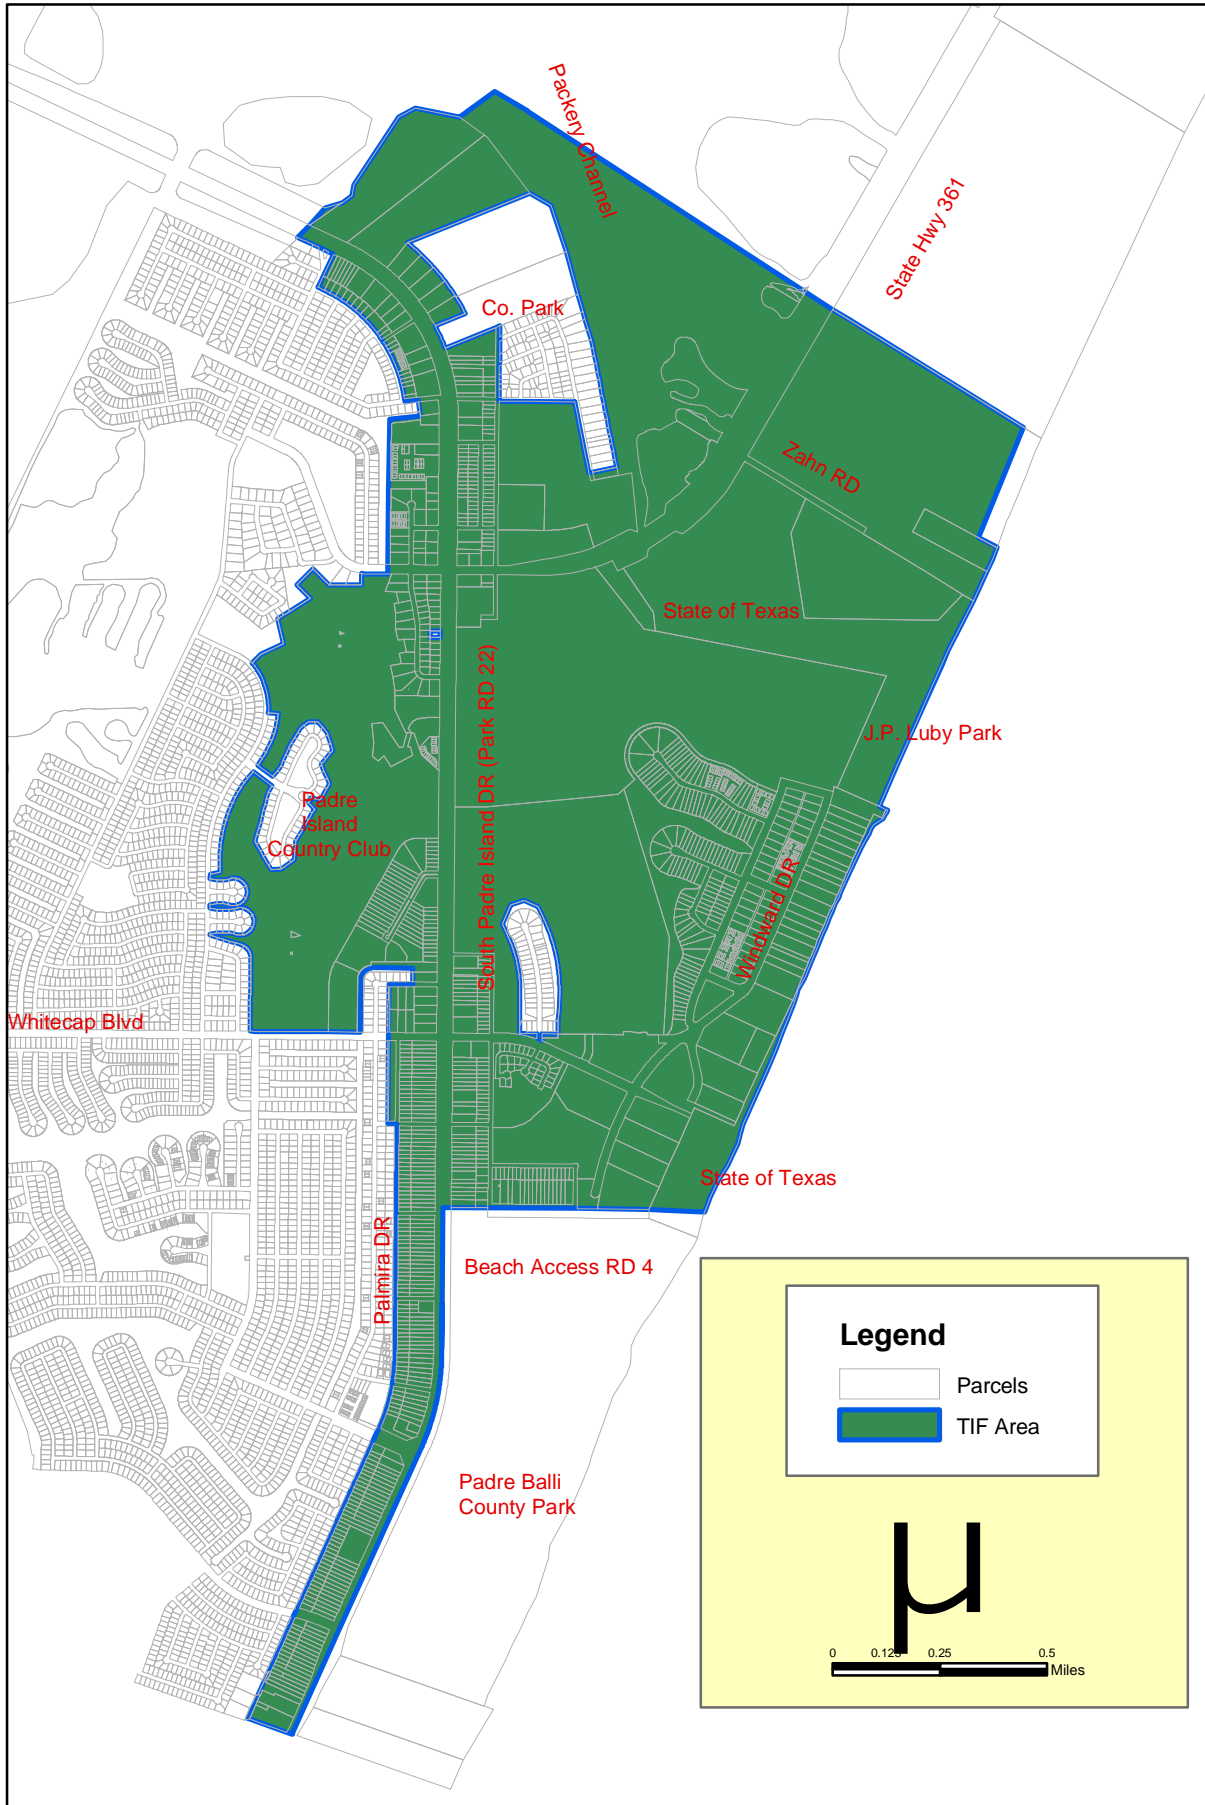 Packery Channel
State Hwy 361
Co. Park
Zahn RD
State of Texas
South Padre Island DR (Park RD 22)
J.P. Luby Park
Padre
Island
Country Club
Windward DR
Whitecap Blvd
State of Texas
Palmira DR
Beach Access RD 4
Padre Balli
County Park
Legend
Parcels
TIF Area
µ
0 0.125 0.25 0.5
Miles